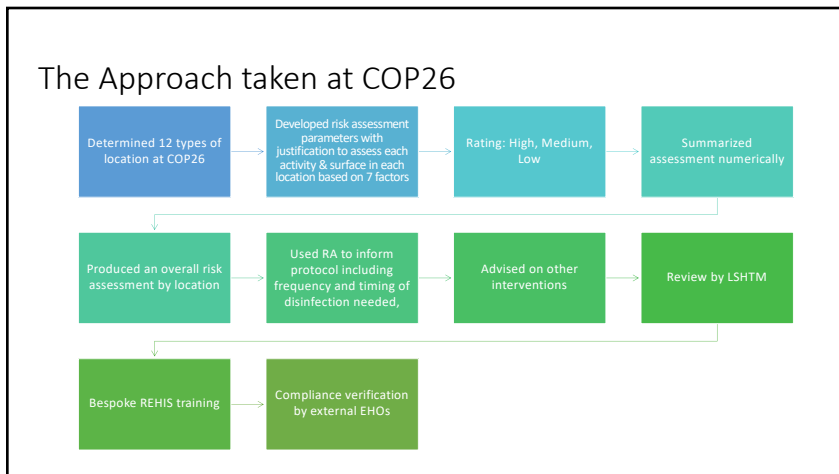 The Approach taken at COP26
Determined 12 types of
location at COP26
Developed risk assessment
parameters with
justification to assess each
activity & surface in each
location based on 7 factors
Rating: High, Medium,
Low
Summarized
assessment numerically
Produced an overall risk
assessment by location
Used RA to inform
protocol including
frequency and timing of
disinfection needed,
Advised on other
interventions
Review by LSHTM
Bespoke REHIS training
Compliance verification
by external EHOs